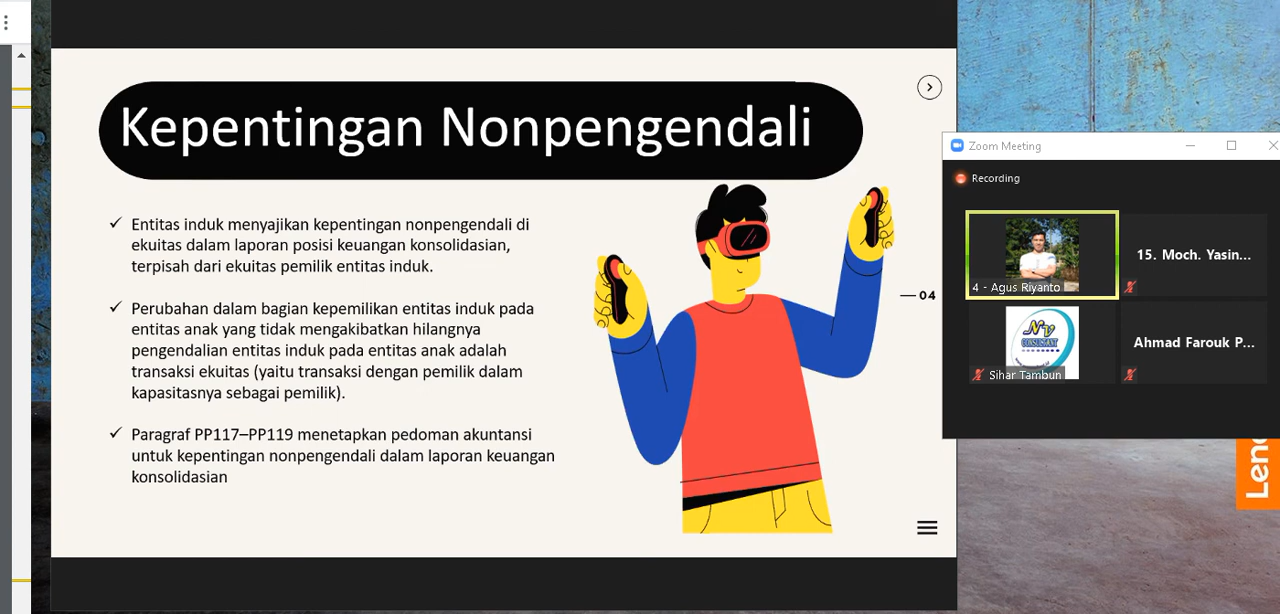 Kepentingan Nonpengendali
✓ Entitas induk menyajikan kepentingan nonpengendali di
ekuitas dalam laporan posisi keuangan konsolidasian,
terpisah dari ekuitas pemilik entitas induk.
✓ Perubahan dalam bagian kepemilikan entitas induk pada
entitas anak yang tidak mengakibatkan hilangnya
pengendalian entitas induk pada entitas anak adalah
transaksi ekuitas (yaitu transaksi dengan pemilik dalam
kapasitasnya sebagai pemilik).
✓ Paragraf PP117–PP119 menetapkan pedoman akuntansi
untuk kepentingan nonpengendali dalam laporan keuangan
konsolidasian
04
Zoom Meeting
Recording
4 - Agus Riyanto
15. Moch. Yasin...
NV
CONSULTANT
Sihar Tambun
Ahmad Farouk P...
Leno